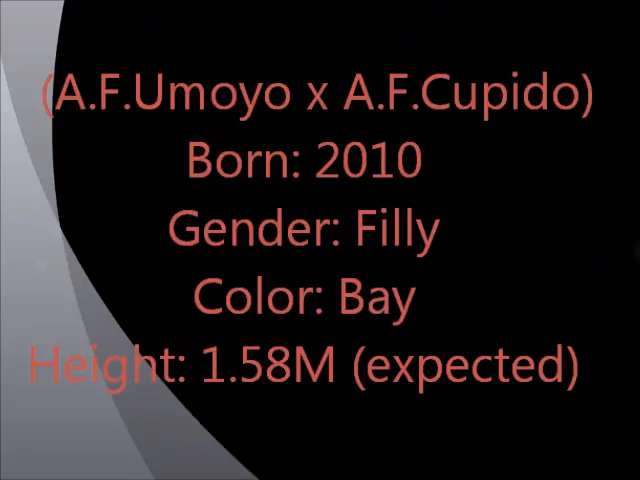 (A.F.Umoyo x A.F.Cupido)
Born: 2010
Gender: Filly
Color: Bay
Height: 1.58M (expected)